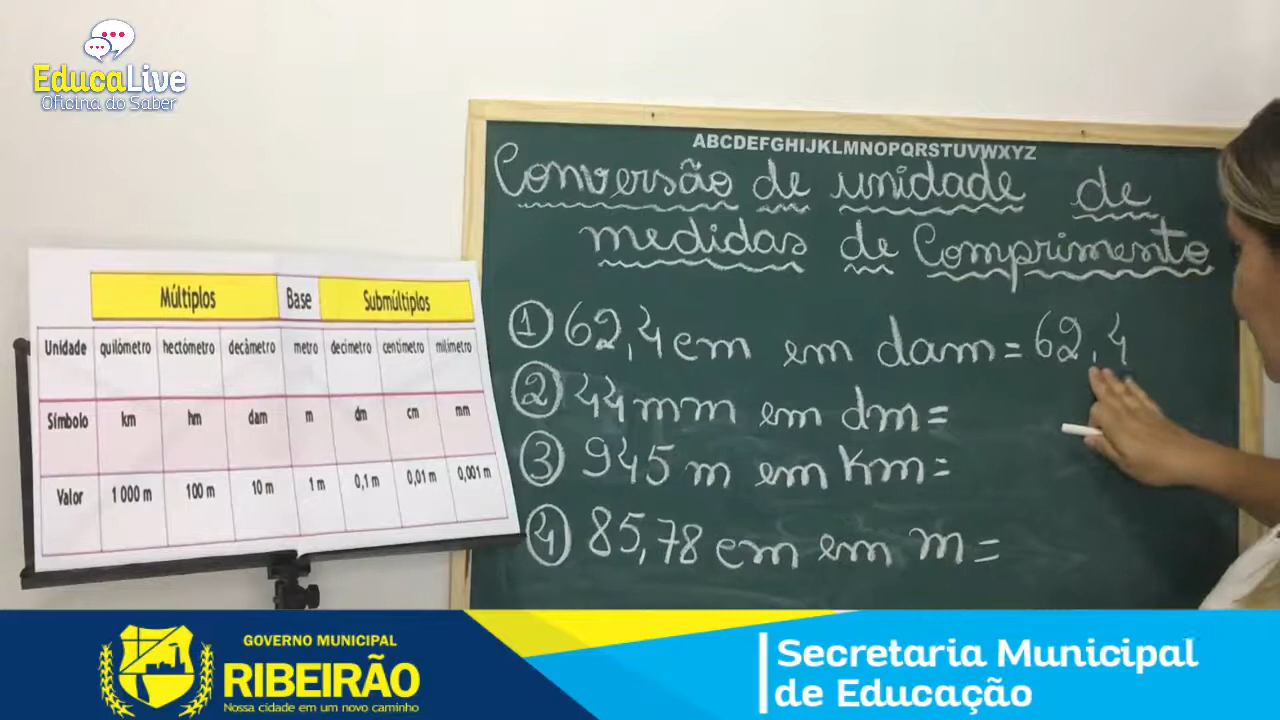 EducaLive
Oficina do Saber
ABCDEFGHIJKLMNOPQRSTUVWXYZ
Conversão de unidade de
medidas de Comprimento
1 62,4 cm em dam = 62,4
2 44 mm em dm =
3 945 m em Km =
4 85,78 cm em m =
Múltiplos Base Submúltiplos
Unidade quilómetro hectómetro decâmetro metro decímetro centímetro milímetro
Símbolo km hm dam m dm cm mm
Valor 1 000 m 100 m 10 m 1 m 0,1 m 0,01 m 0,001 m
GOVERNO MUNICIPAL
RIBEIRÃO
Nossa cidade em um novo caminho
Secretaria Municipal
de Educação